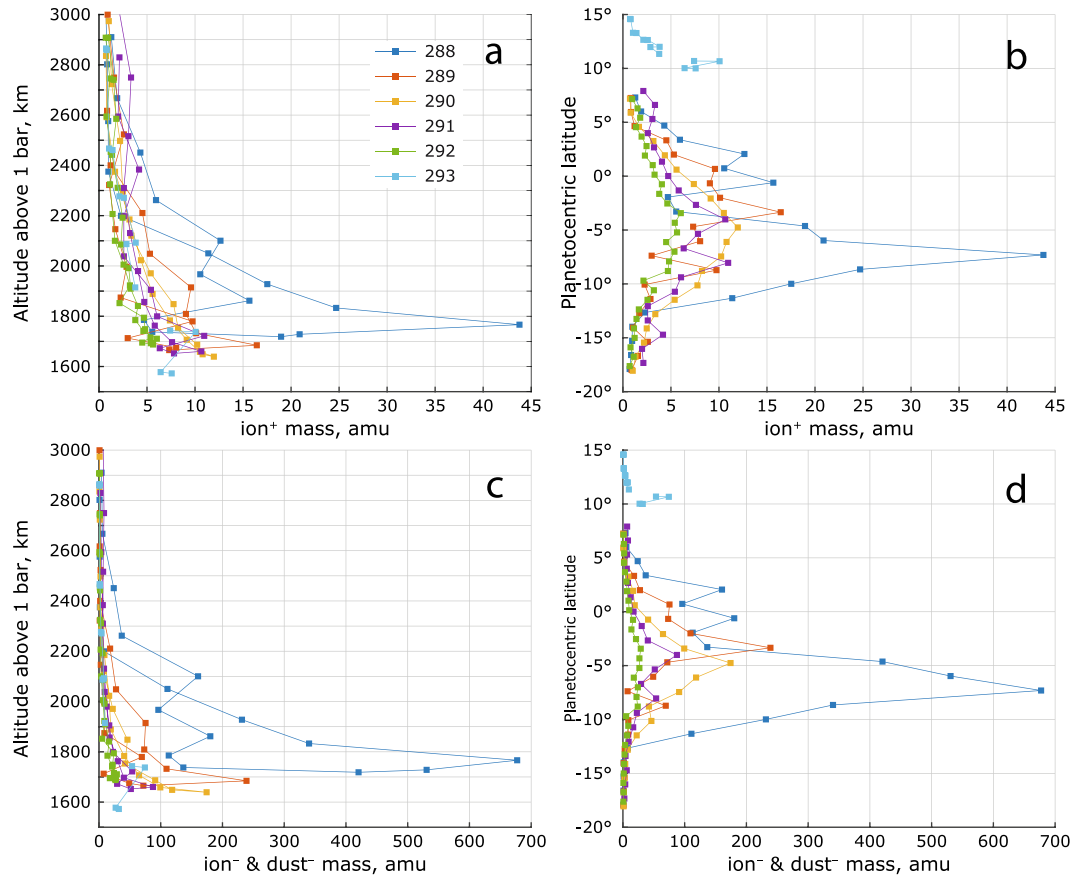 a
3000
2800
2600
2400
2200
2000
1800
1600
Altitude above 1 bar, km
288
289
290
291
292
293
0 5 10 15 20 25 30 35 40 45
ion⁺ mass, amu
b
15°
10°
5°
0°
-5°
-10°
-15°
-20°
Planetocentric latitude
0 5 10 15 20 25 30 35 40 45
ion⁺ mass, amu
c
3000
2800
2600
2400
2200
2000
1800
1600
Altitude above 1 bar, km
0 100 200 300 400 500 600 700
ion⁻ & dust⁻ mass, amu
d
15°
10°
5°
0°
-5°
-10°
-15°
-20°
Planetocentric latitude
0 100 200 300 400 500 600 700
ion⁻ & dust⁻ mass, amu